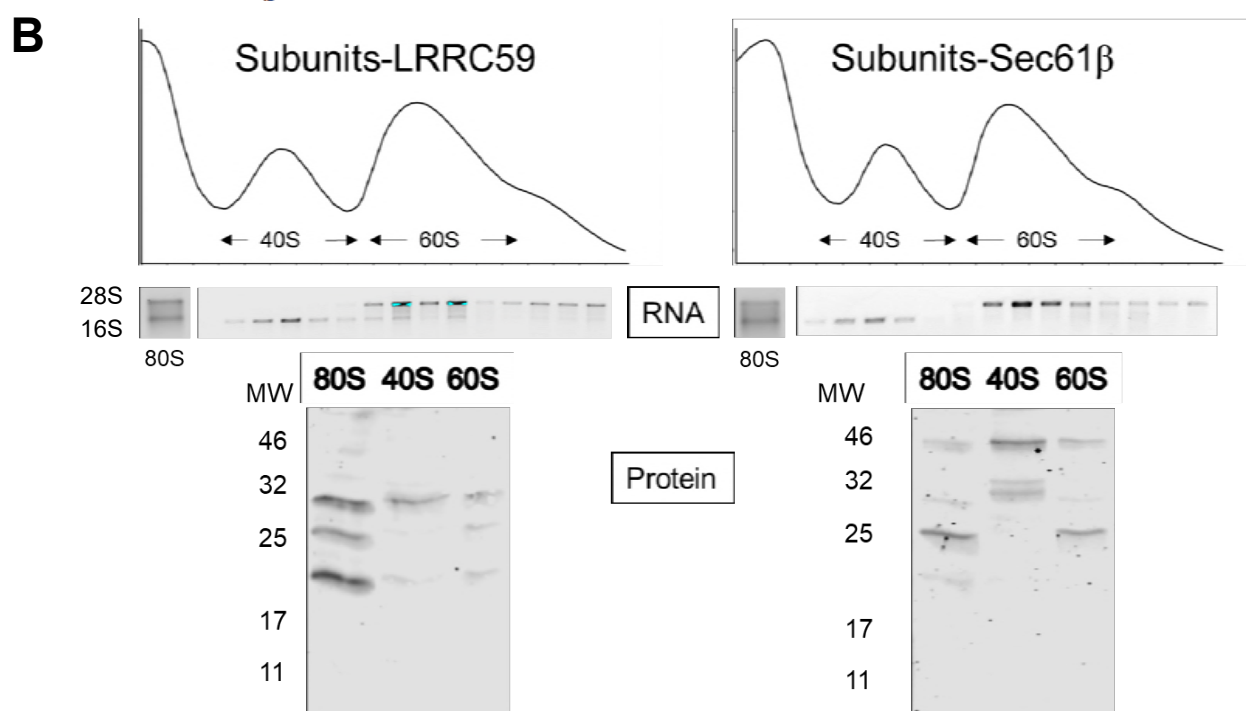 B
Subunits-LRRC59
Subunits-Sec61β
40S
60S
40S
60S
28S
16S
RNA
80S
80S
MW
80S 40S 60S
46
32
25
17
11
Protein
MW
80S 40S 60S
46
32
25
17
11